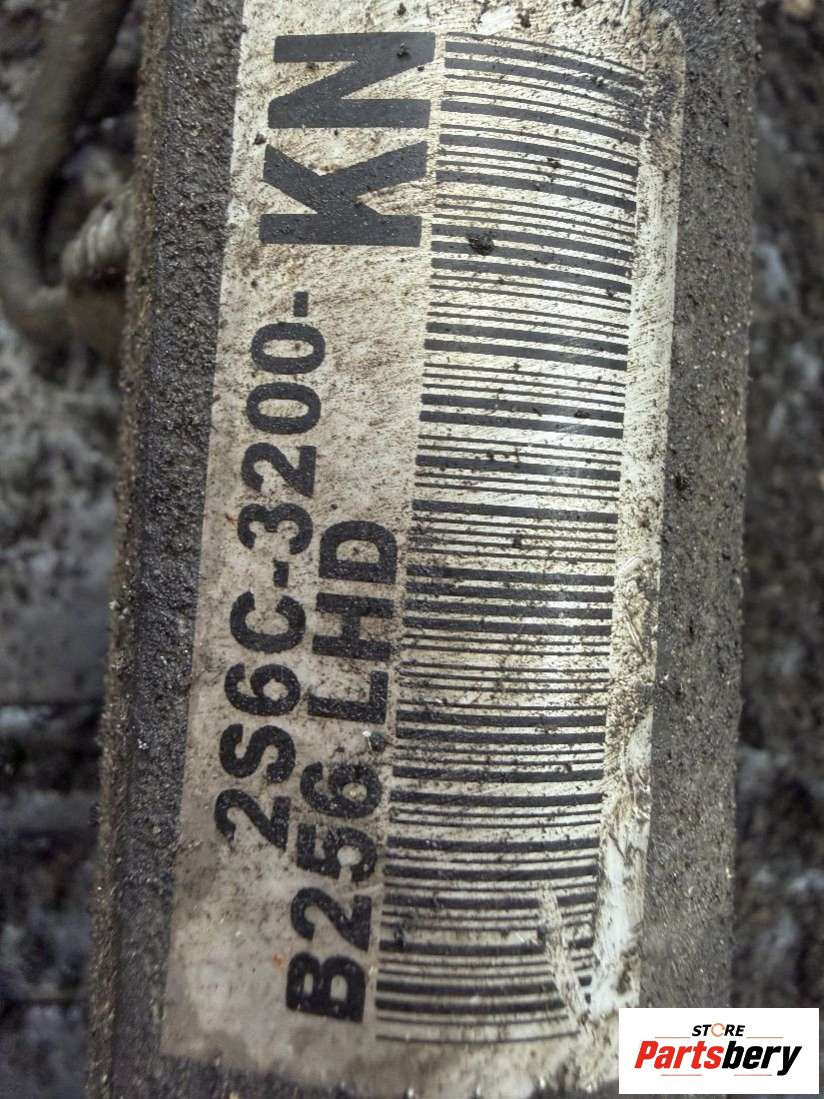 2S6C-3200-KN
B256 LHD
STORE
Partsbery